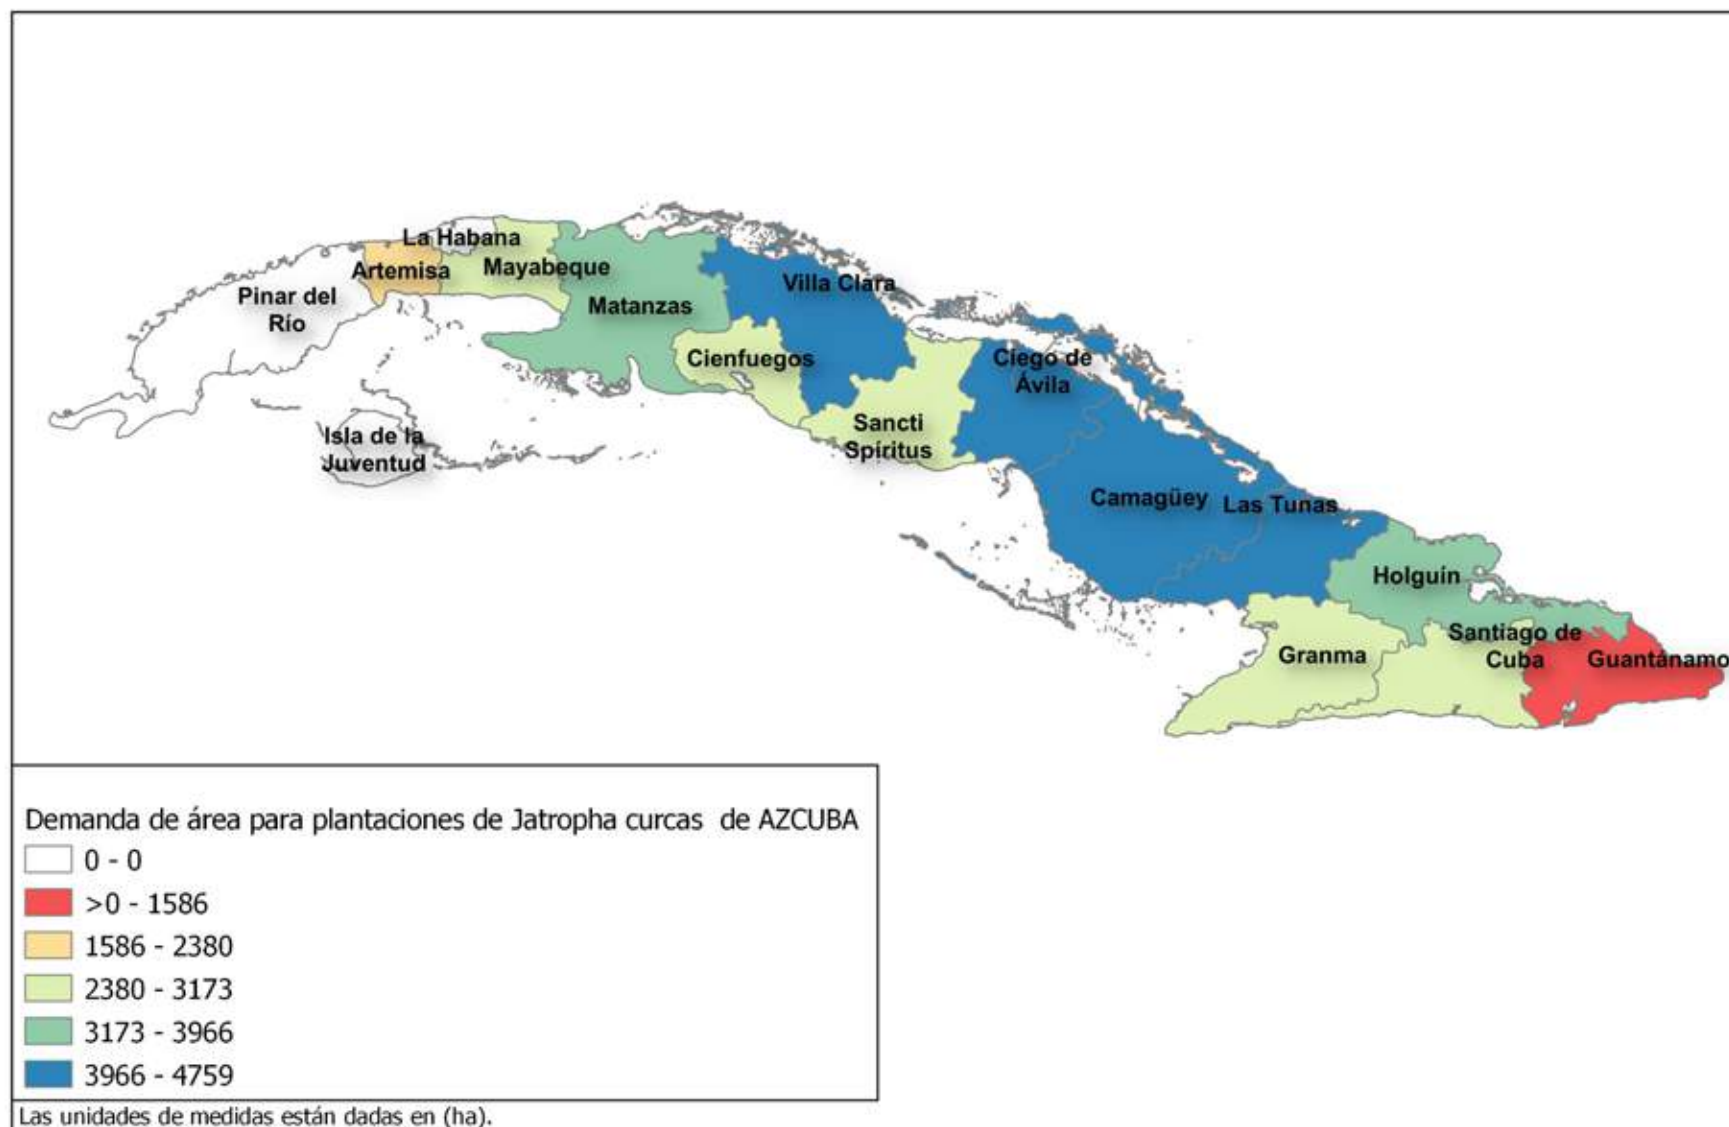 La Habana
Artemisa
Mayabeque
Pinar del
Río
Matanzas
Villa Clara
Cienfuegos
Ciego de
Ávila
Isla de la
Juventud
Sancti
Spíritus
Camagüey
Las Tunas
Holguín
Granma
Santiago de
Cuba
Guantánamo
Demanda de área para plantaciones de Jatropha curcas de AZCUBA
0 - 0
>0 - 1586
1586 - 2380
2380 - 3173
3173 - 3966
3966 - 4759
Las unidades de medidas están dadas en (ha).